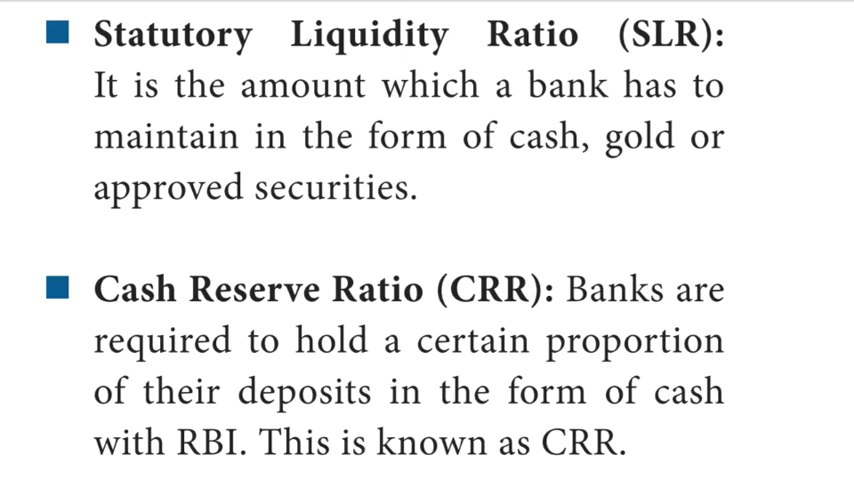 Statutory Liquidity Ratio (SLR):
It is the amount which a bank has to
maintain in the form of cash, gold or
approved securities.
Cash Reserve Ratio (CRR): Banks are
required to hold a certain proportion
of their deposits in the form of cash
with RBI. This is known as CRR.